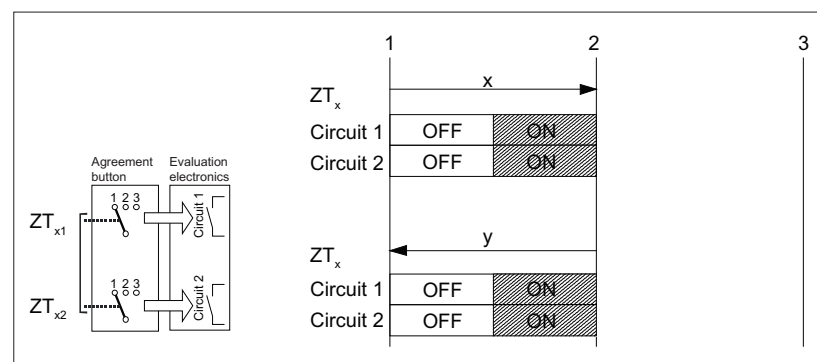 1 2 3
x
ZTx
Circuit 1 OFF ON
Circuit 2 OFF ON
Agreement button
Evaluation electronics
1 2 3
ZTx1
Circuit 1
y
ZTx
Circuit 1 OFF ON
Circuit 2 OFF ON
1 2 3
ZTx2
Circuit 2